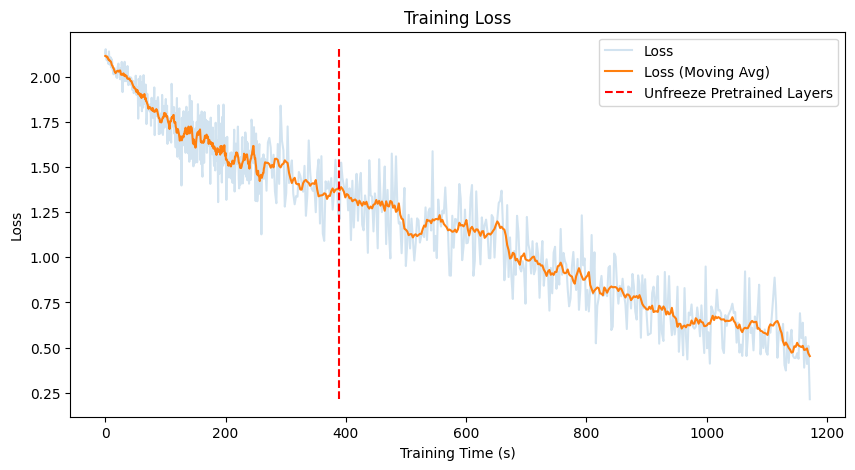 Training Loss
Loss
Loss (Moving Avg)
Unfreeze Pretrained Layers
2.00
1.75
1.50
1.25
1.00
0.75
0.50
0.25
Loss
0 200 400 600 800 1000 1200
Training Time (s)